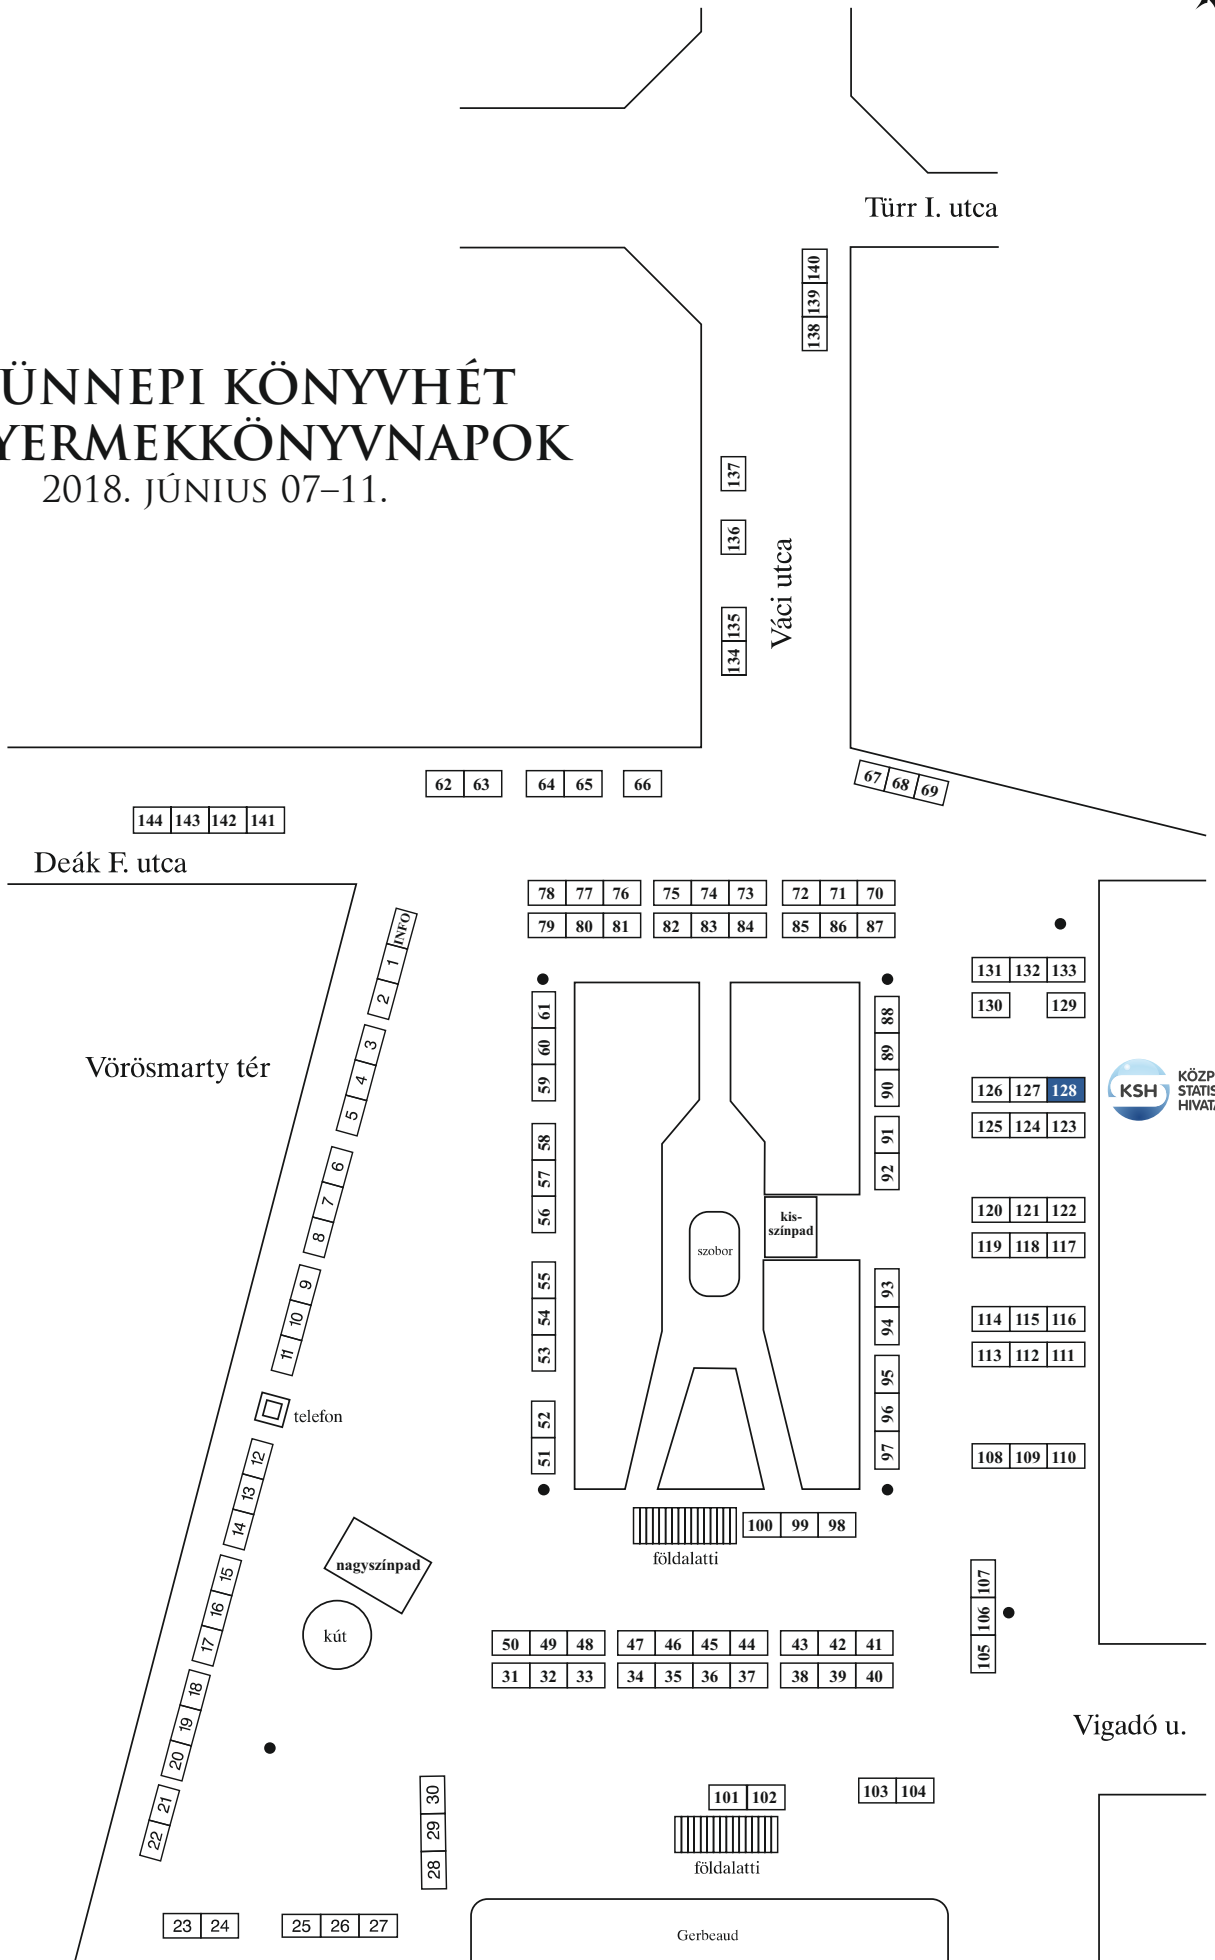 Türr I. utca
140
139
138
ÜNNEPI KÖNYVHÉT
YERMEKKÖNYVNAPOK
2018. JÚNIUS 07–11.
137
136
Váci utca
135
134
62 63 64 65 66
67 68 69
144 143 142 141
Deák F. utca
78 77 76 75 74 73 72 71 70
79 80 81 82 83 84 85 86 87
INFO
1
2
3
4
5
6
7
8
9
10
11
Vörösmarty tér
61
60
59
58
57
56
55
54
53
52
51
88
89
90
91
92
93
94
95
96
97
131 132 133
130 129
126 127 128
KSH
KÖZP
STATIS
HIVATA
125 124 123
120 121 122
119 118 117
114 115 116
113 112 111
108 109 110
kis-
színpad
szobor
telefon
12
13
14
15
16
17
18
19
20
21
22
100 99 98
földalatti
nagyszínpad
kút
107
106
105
50 49 48 47 46 45 44 43 42 41
31 32 33 34 35 36 37 38 39 40
Vigadó u.
30
29
28
101 102
103 104
földalatti
23 24 25 26 27
Gerbeaud